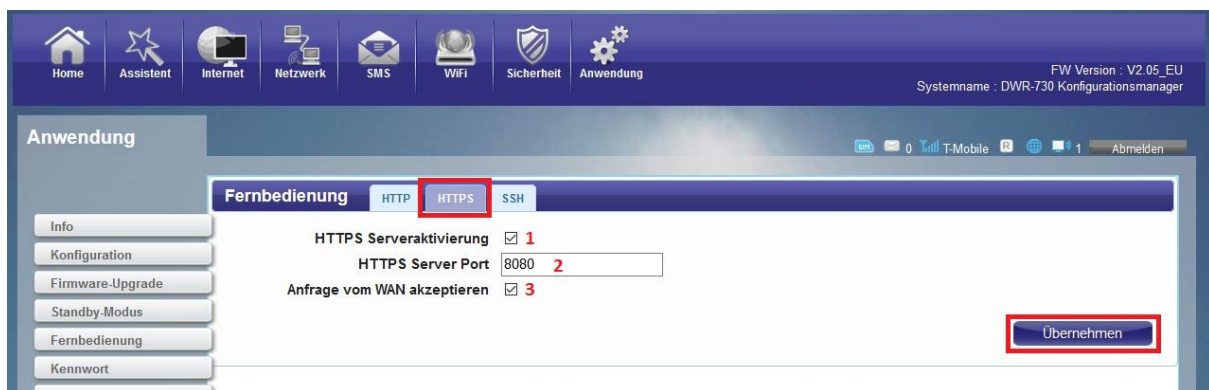 Home Assistent Internet Netzwerk SMS WiFi Sicherheit Anwendung
FW Version : V2.05_EU
Systemname : DWR-730 Konfigurationsmanager
Anwendung
SIM 0 T-Mobile R 1 Abmelden
Fernbedienung HTTP HTTPS SSH
Info
HTTPS Serveraktivierung 1
Konfiguration
HTTPS Server Port 8080 2
Firmware-Upgrade
Anfrage vom WAN akzeptieren 3
Standby-Modus
Fernbedienung
Übernehmen
Kennwort